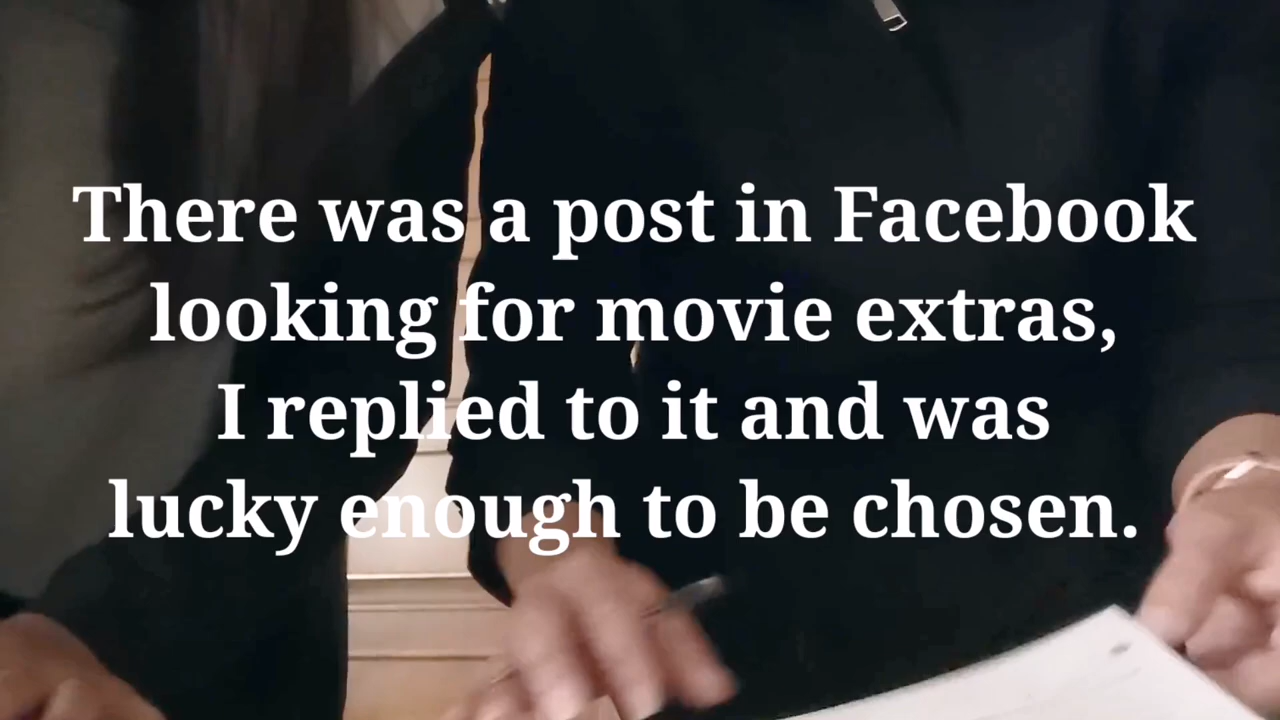 There was a post in Facebook
looking for movie extras,
I replied to it and was
lucky enough to be chosen.